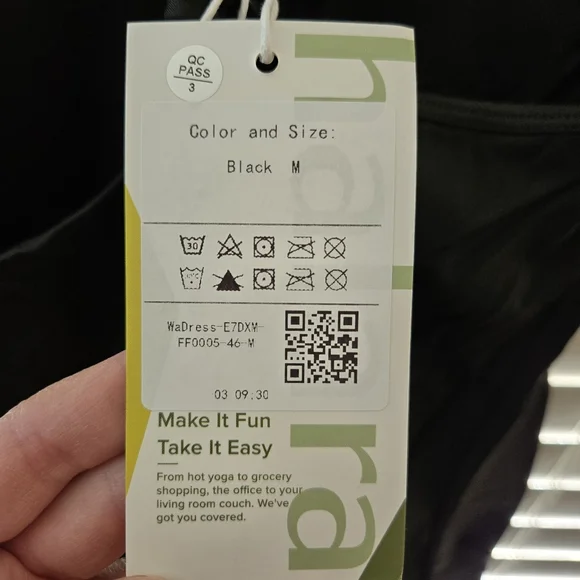 QC
PASS
3
Color and Size:
Black M
30
WaDress-E7DXM-
FF0005-46-M
03 09:30
Make It Fun
Take It Easy
From hot yoga to grocery
shopping, the office to your
living room couch. We've
got you covered.
halara